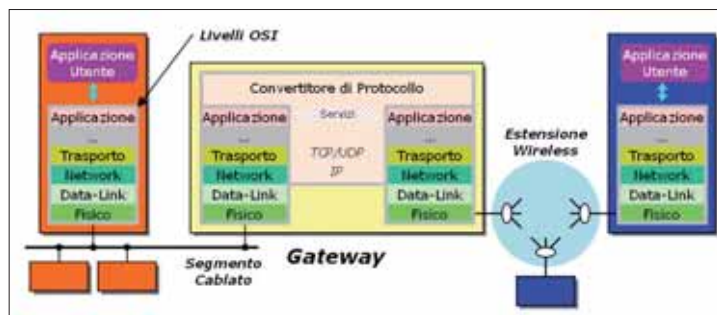 Livelli OSI
Applicazione
Utente
Applicazione
...
Trasporto
Network
Data-Link
Fisico
Convertitore di Protocollo
Applicazione
...
Trasporto
Network
Data-Link
Fisico
Servizi
TCP/UDP
IP
Applicazione
...
Trasporto
Network
Data-Link
Fisico
Gateway
Segmento
Cablato
Estensione
Wireless
Applicazione
Utente
Applicazione
...
Trasporto
Network
Data-Link
Fisico